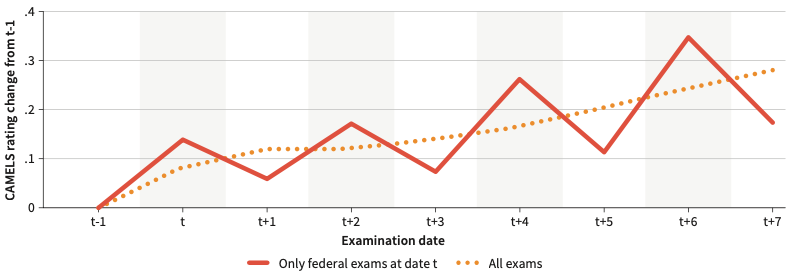 CAMELS rating change from t-1
.4
.3
.2
.1
0
t-1
t
t+1
t+2
t+3
t+4
t+5
t+6
t+7
Examination date
Only federal exams at date t
All exams